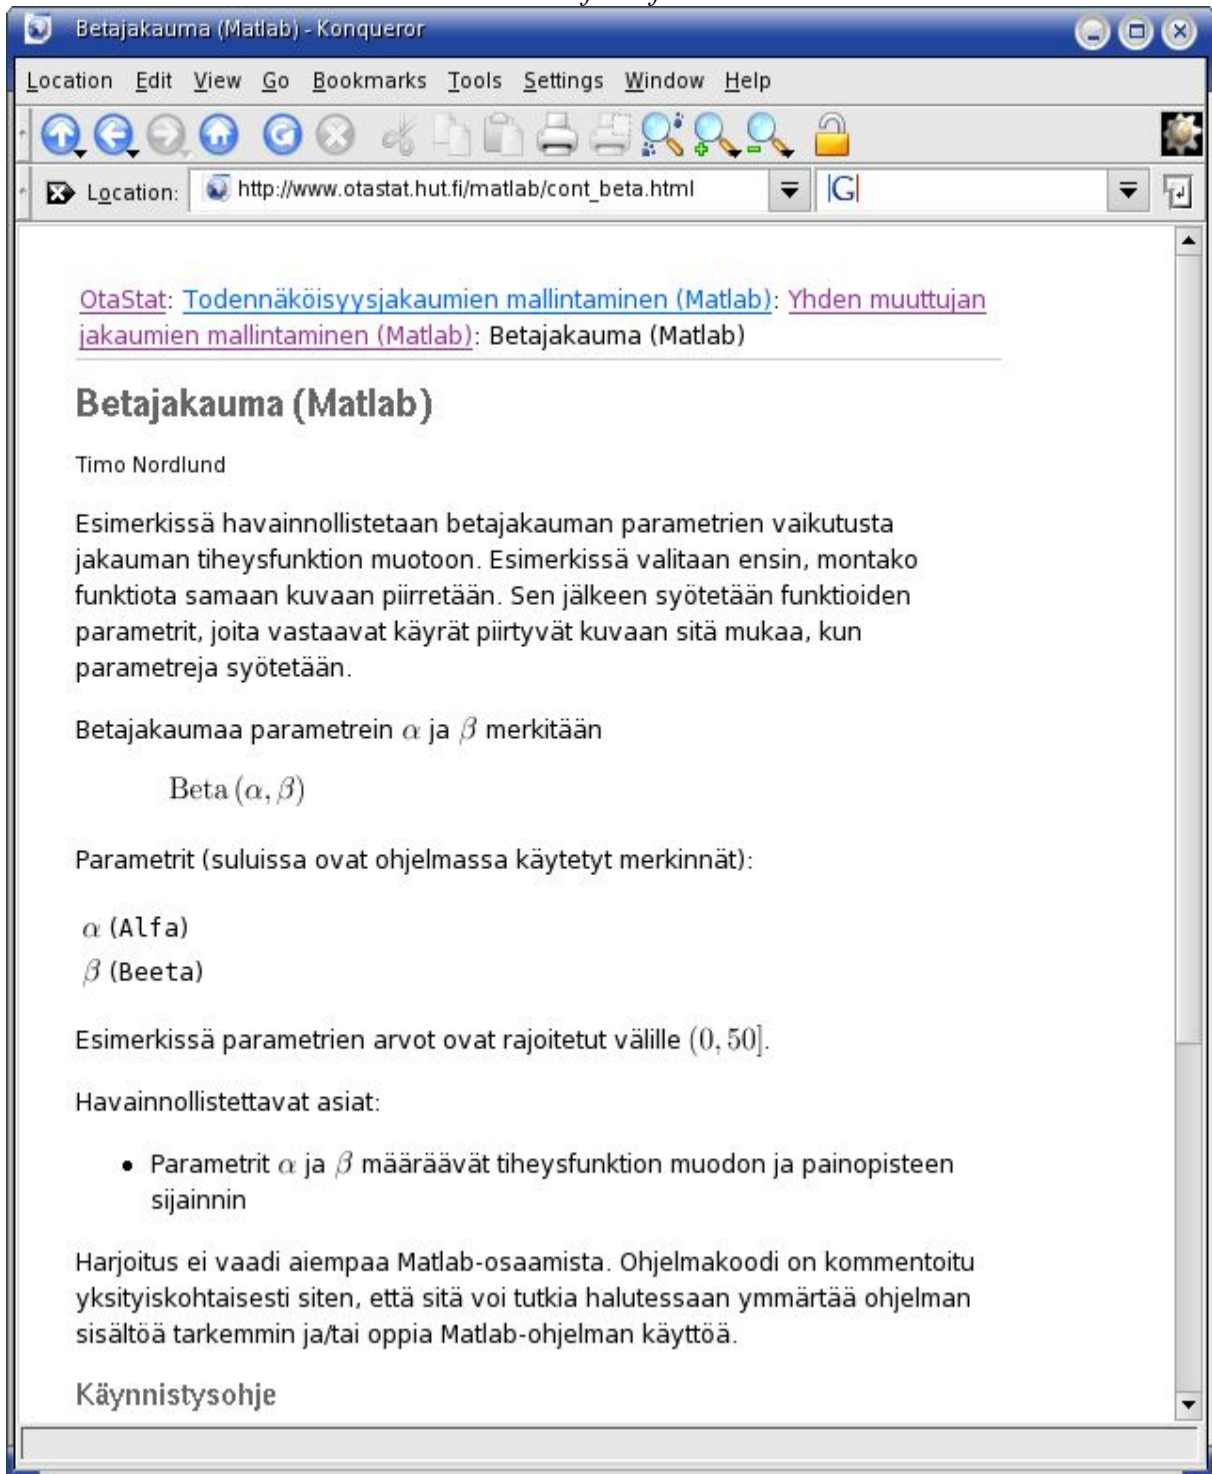 Betajakauma (Matlab) - Konqueror
Location Edit View Go Bookmarks Tools Settings Window Help
Location: http://www.otastat.hut.fi/matlab/cont_beta.html G
OtaStat: Todennäköisyysjakaumien mallintaminen (Matlab): Yhden muuttujan
jakaumien mallintaminen (Matlab): Betajakauma (Matlab)
Betajakauma (Matlab)
Timo Nordlund
Esimerkissä havainnollistetaan betajakauman parametrien vaikutusta
jakauman tiheysfunktion muotoon. Esimerkissä valitaan ensin, montako
funktiota samaan kuvaan piirretään. Sen jälkeen syötetään funktioiden
parametrit, joita vastaavat käyrät piirtyvät kuvaan sitä mukaa, kun
parametreja syötetään.
Betajakaumaa parametrein α ja β merkitään
Beta (α, β)
Parametrit (suluissa ovat ohjelmassa käytetyt merkinnät):
α (Alfa)
β (Beeta)
Esimerkissä parametrien arvot ovat rajoitetut välille (0, 50].
Havainnollistettavat asiat:
• Parametrit α ja β määräävät tiheysfunktion muodon ja painopisteen
sijainnin
Harjoitus ei vaadi aiempaa Matlab-osaamista. Ohjelmakoodi on kommentoitu
yksityiskohtaisesti siten, että sitä voi tutkia halutessaan ymmärtää ohjelman
sisältöä tarkemmin ja/tai oppia Matlab-ohjelman käyttöä.
Käynnistysohje